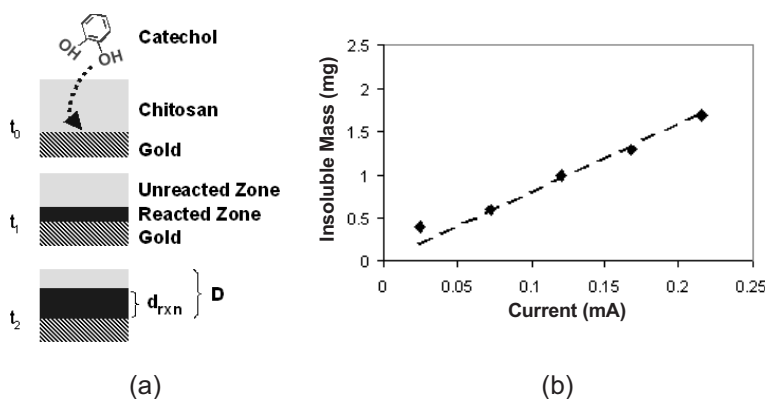 OH
OH
Catechol
t0
Chitosan
Gold
t1
Unreacted Zone
Reacted Zone
Gold
t2
drxn
D
(a)
Insoluble Mass (mg)
2.5
2
1.5
1
0.5
0
0 0.05 0.1 0.15 0.2 0.25
Current (mA)
(b)